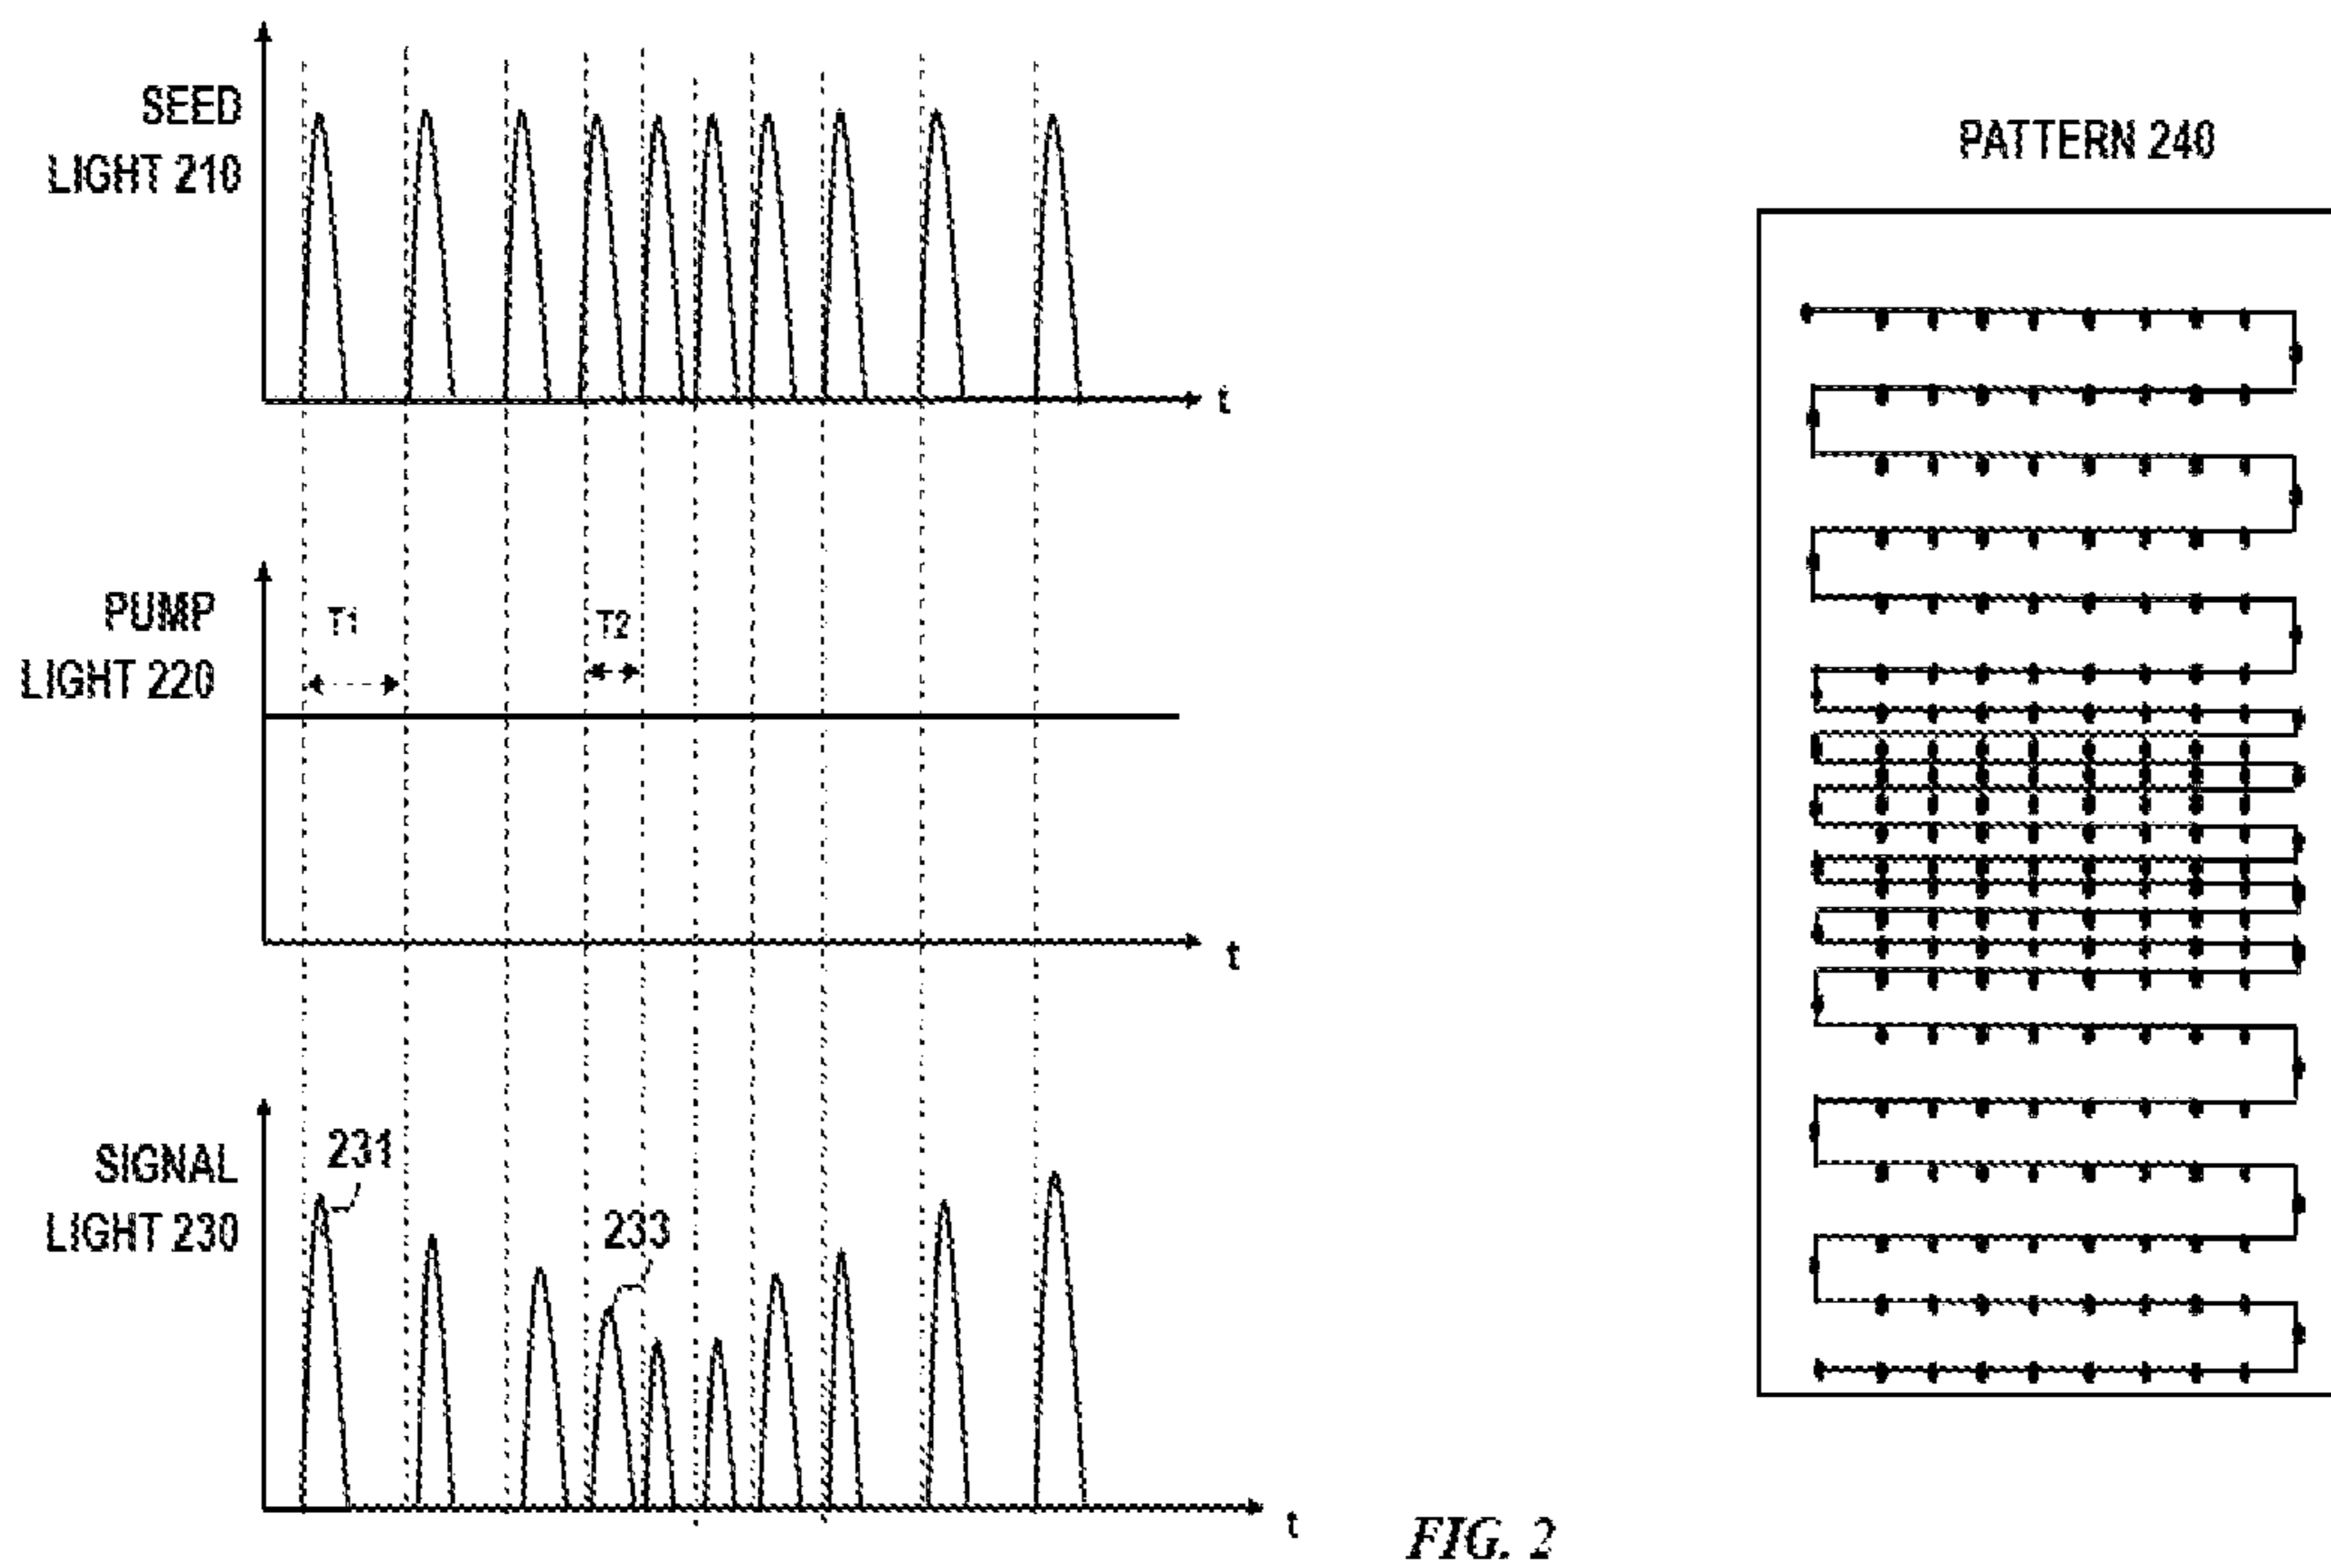 SEED
LIGHT 210
t
PATTERN 240
PUMP
LIGHT 220
T1
T2
t
SIGNAL
LIGHT 230
231
233
t
FIG. 2